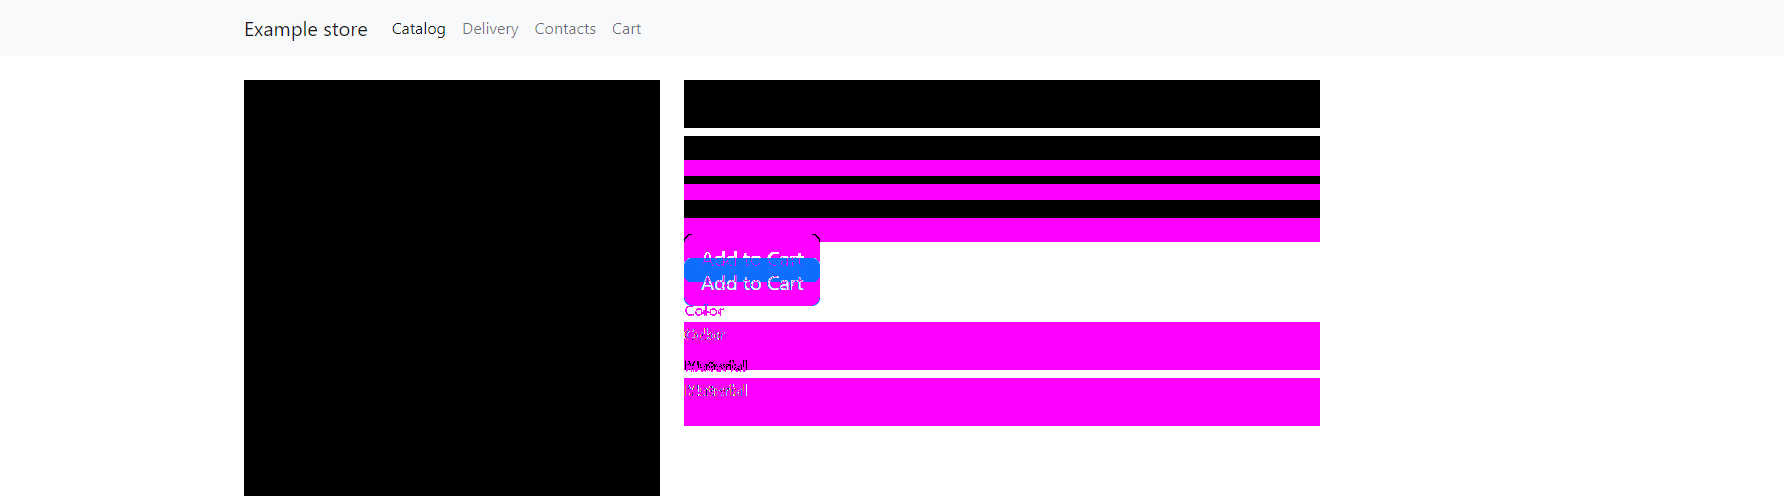 Example store Catalog Delivery Contacts Cart
Add to Cart
Add to Cart
Color
Color
Material
Material